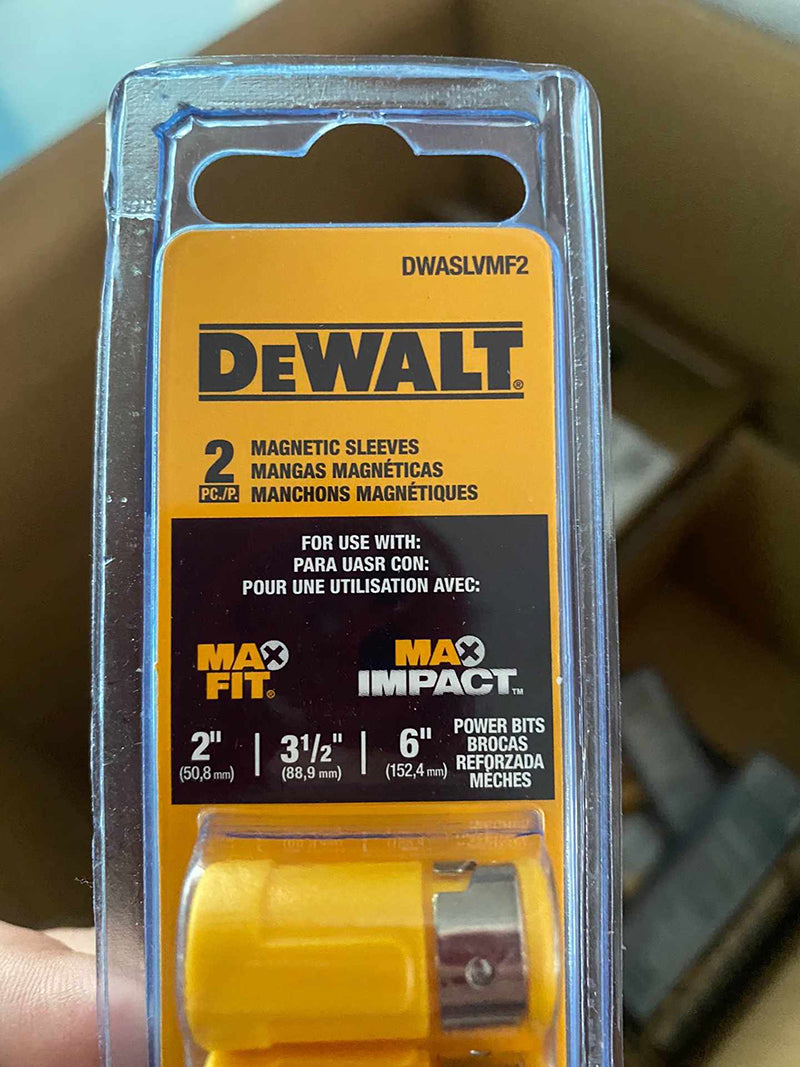 DWASLVMF2
DEWALT®
2 PC./P.
MAGNETIC SLEEVES
MANGAS MAGNÉTICAS
MANCHONS MAGNÉTIQUES
FOR USE WITH:
PARA UASR CON:
POUR UNE UTILISATION AVEC:
MAX FIT®
MAX IMPACT™
2" | 3 1/2" | 6"
(50,8 mm) (88,9 mm) (152,4 mm)
POWER BITS
BROCAS
REFORZADA
MÈCHES